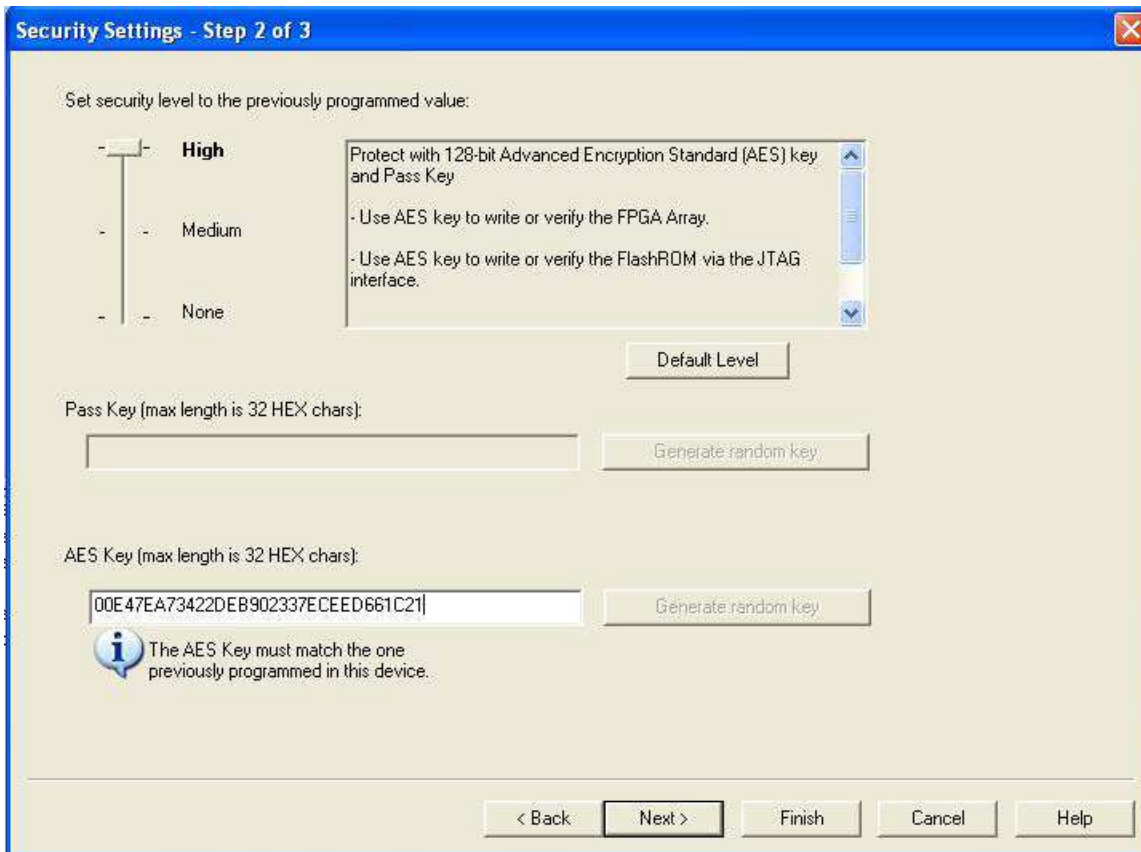 Security Settings - Step 2 of 3
Set security level to the previously programmed value:
High
Medium
None
Protect with 128-bit Advanced Encryption Standard (AES) key
and Pass Key
- Use AES key to write or verify the FPGA Array.
- Use AES key to write or verify the FlashROM via the JTAG
interface.
Default Level
Pass Key (max length is 32 HEX chars):
Generate random key
AES Key (max length is 32 HEX chars):
00E47EA73422DEB902337ECEED661C21
Generate random key
The AES Key must match the one
previously programmed in this device.
< Back
Next >
Finish
Cancel
Help